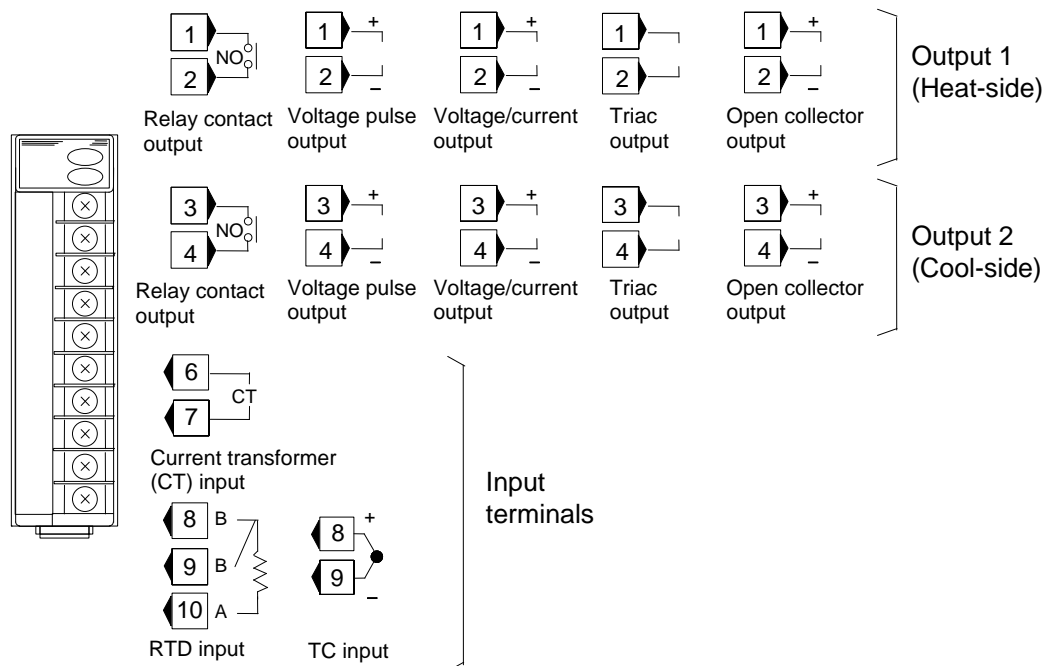 1 + 1 + 1 1 + 1
NO
2 2 − 2 − 2 2 −
Relay contact output
Voltage pulse output
Voltage/current output
Triac output
Open collector output
Output 1
(Heat-side)
3 + 3 + 3 3 + 3
NO
4 4 − 4 − 4 4 −
Relay contact output
Voltage pulse output
Voltage/current output
Triac output
Open collector output
Output 2
(Cool-side)
6
CT
7
Current transformer
(CT) input
8 B
9 B
10 A
RTD input
8 +
9 −
TC input
Input
terminals